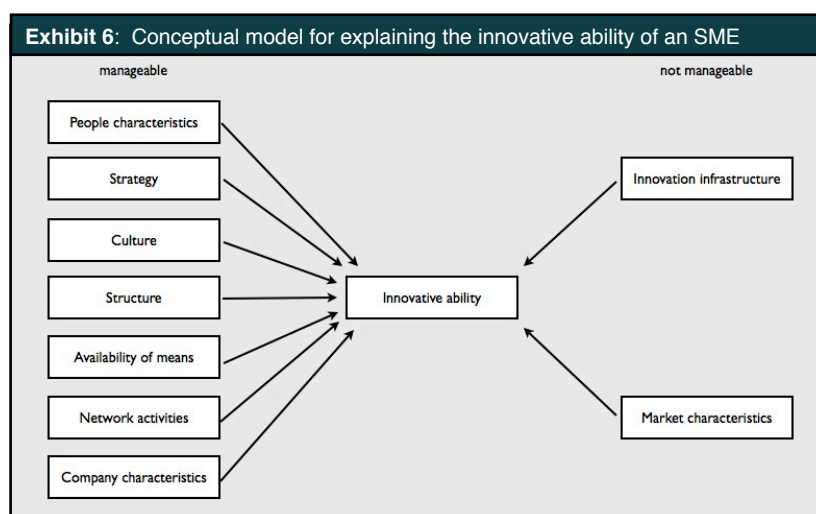 Exhibit 6: Conceptual model for explaining the innovative ability of an SME
manageable
not manageable
People characteristics
Strategy
Culture
Structure
Availability of means
Network activities
Company characteristics
Innovative ability
Innovation infrastructure
Market characteristics